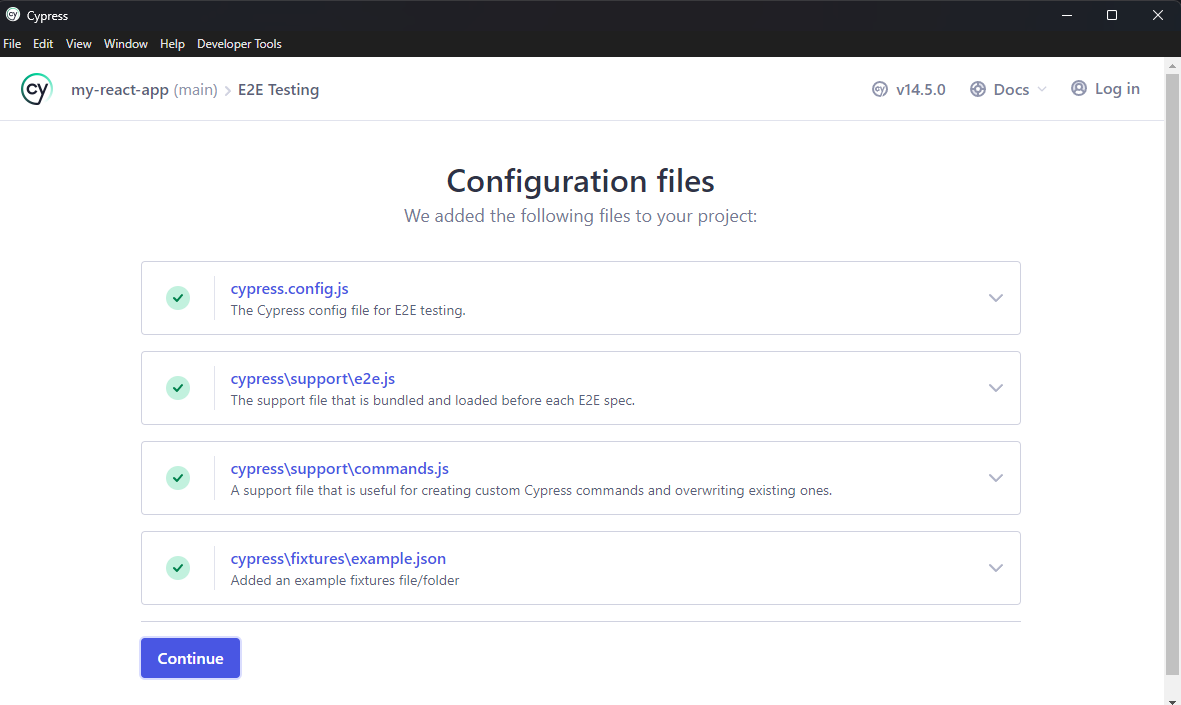 Cypress
File Edit View Window Help Developer Tools
cy my-react-app (main) > E2E Testing cy v14.5.0 Docs Log in
Configuration files
We added the following files to your project:
cypress.config.js
The Cypress config file for E2E testing.
cypress\support\e2e.js
The support file that is bundled and loaded before each E2E spec.
cypress\support\commands.js
A support file that is useful for creating custom Cypress commands and overwriting existing ones.
cypress\fixtures\example.json
Added an example fixtures file/folder
Continue